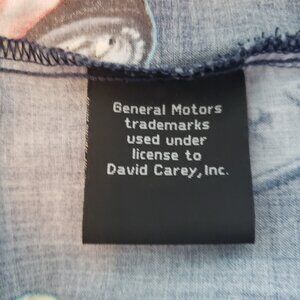 General Motors
trademarks
used under
license to
David Carey, Inc.